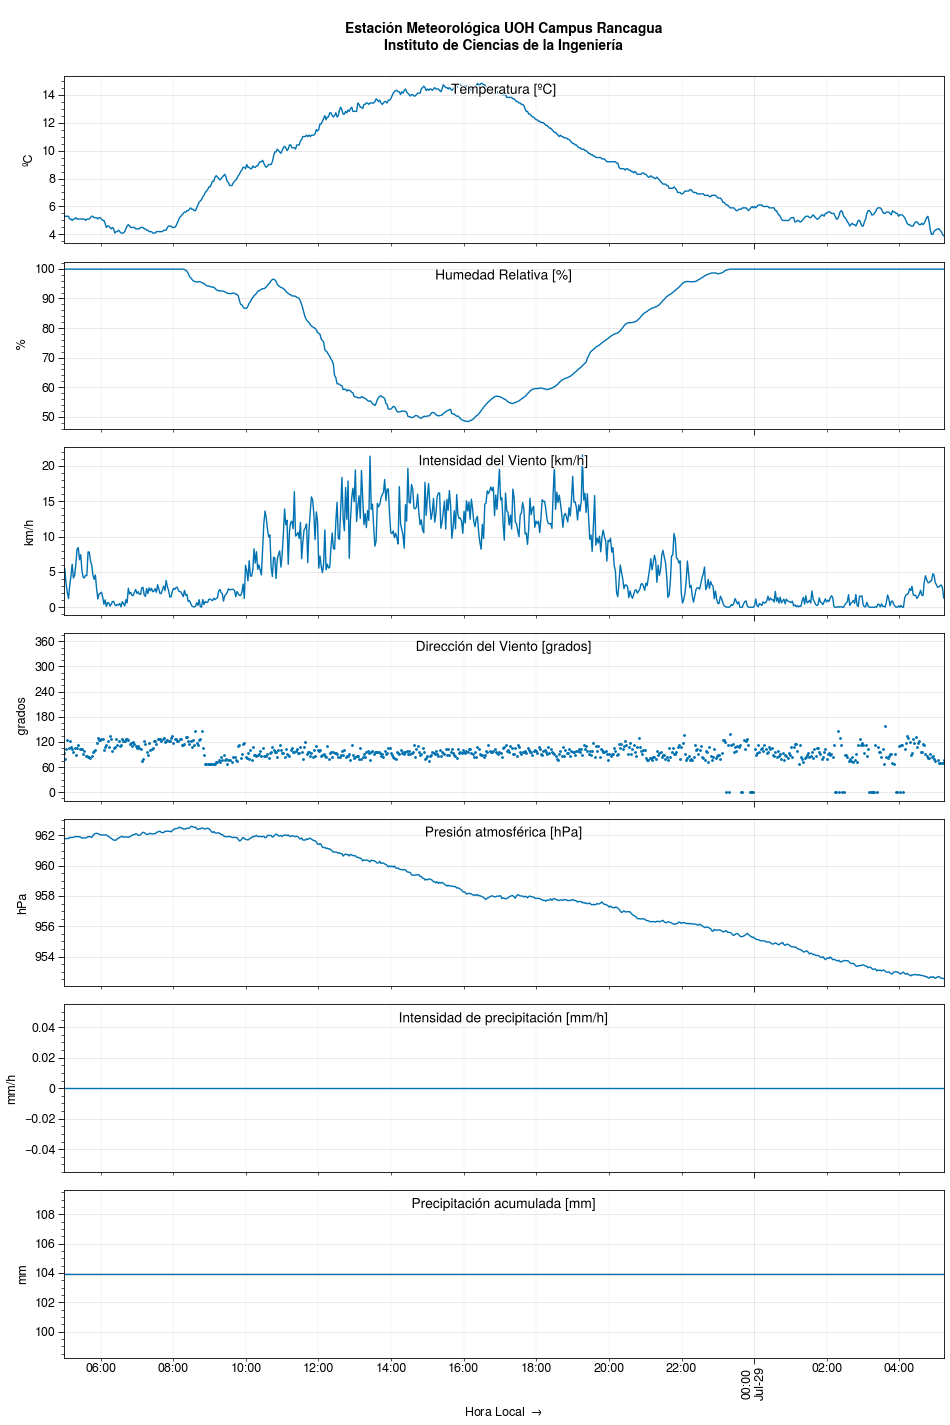 Estación Meteorológica UOH Campus Rancagua
Instituto de Ciencias de la Ingeniería
Temperatura [ºC]
14
12
10
8
6
4
ºC
Humedad Relativa [%]
100
90
80
70
60
50
%
Intensidad del Viento [km/h]
20
15
10
5
0
km/h
Dirección del Viento [grados]
360
300
240
180
120
60
0
grados
Presión atmosférica [hPa]
962
960
958
956
954
hPa
Intensidad de precipitación [mm/h]
0.04
0.02
0
−0.02
−0.04
mm/h
Precipitación acumulada [mm]
108
106
104
102
100
mm
06:00 08:00 10:00 12:00 14:00 16:00 18:00 20:00 22:00 00:00 02:00 04:00
Jul-29
Hora Local →